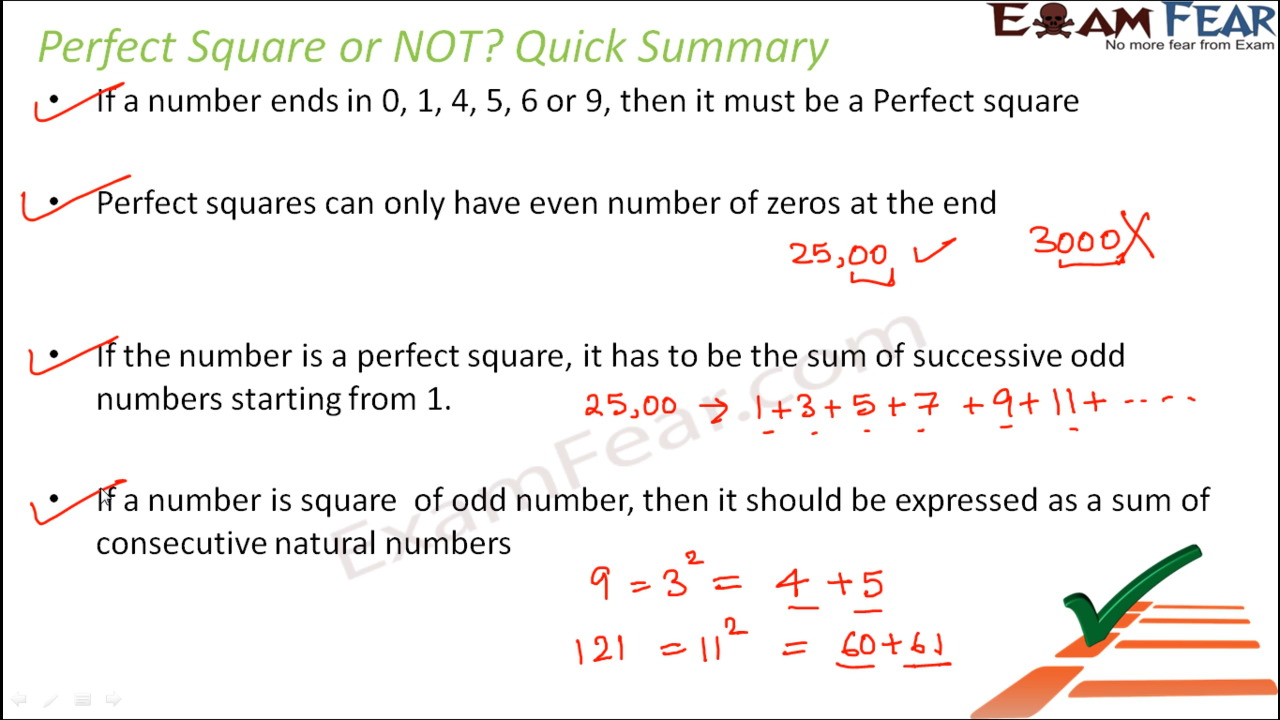 EXAM FEAR
No more fear from Exam
Perfect Square or NOT? Quick Summary
• If a number ends in 0, 1, 4, 5, 6 or 9, then it must be a Perfect square
• Perfect squares can only have even number of zeros at the end
25,00 ✓ 3000 X
• If the number is a perfect square, it has to be the sum of successive odd
numbers starting from 1.
25,00 → 1 + 3 + 5 + 7 + 9 + 11 + .....
• If a number is square of odd number, then it should be expressed as a sum of
consecutive natural numbers
9 = 3² = 4 + 5
121 = 11² = 60 + 61
ExamFear.com